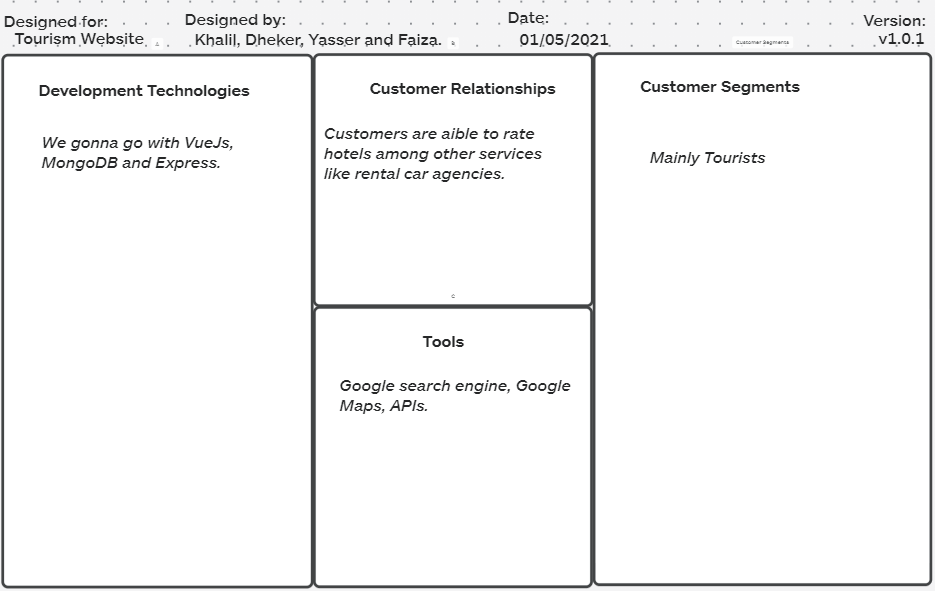 Designed for:
Tourism Website
Designed by:
Khalil, Dheker, Yasser and Faiza.
Date:
01/05/2021
Customer Segments
Version:
v1.0.1
Development Technologies
We gonna go with VueJs,
MongoDB and Express.
Customer Relationships
Customers are aible to rate
hotels among other services
like rental car agencies.
Tools
Google search engine, Google
Maps, APIs.
Customer Segments
Mainly Tourists